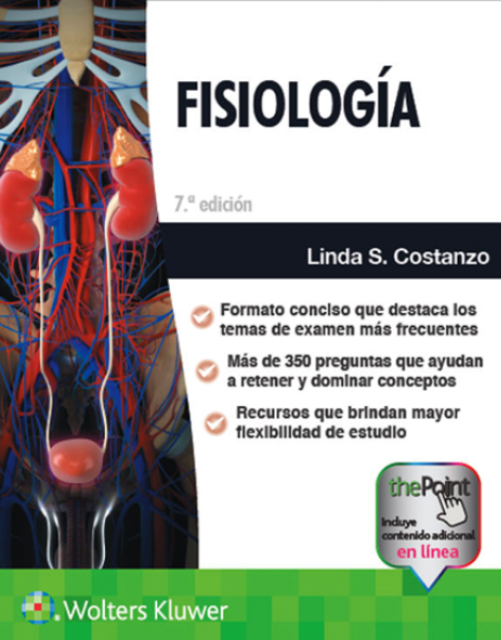 FISIOLOGÍA
7.ª edición
Linda S. Costanzo
Formato conciso que destaca los
temas de examen más frecuentes
Más de 350 preguntas que ayudan
a retener y dominar conceptos
Recursos que brindan mayor
flexibilidad de estudio
thePoint
Incluye
contenido adicional
en línea
Wolters Kluwer